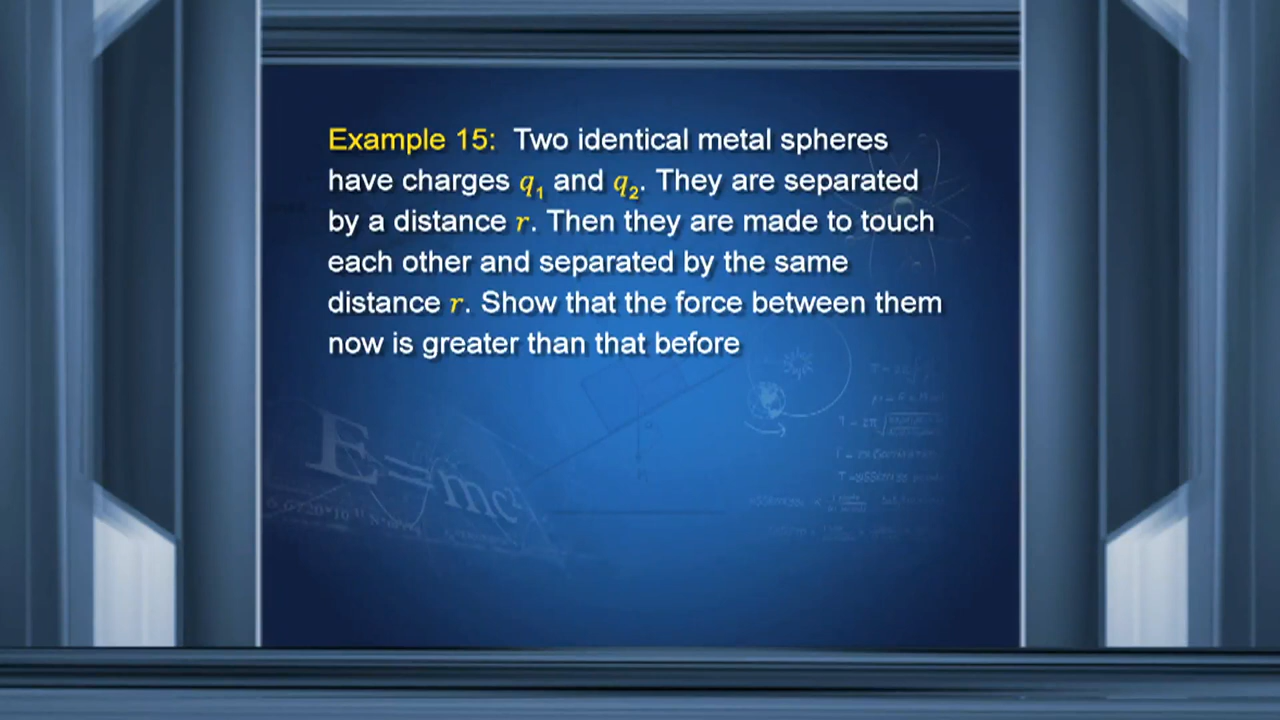 Example 15: Two identical metal spheres
have charges q₁ and q₂. They are separated
by a distance r. Then they are made to touch
each other and separated by the same
distance r. Show that the force between them
now is greater than that before
E=mc²